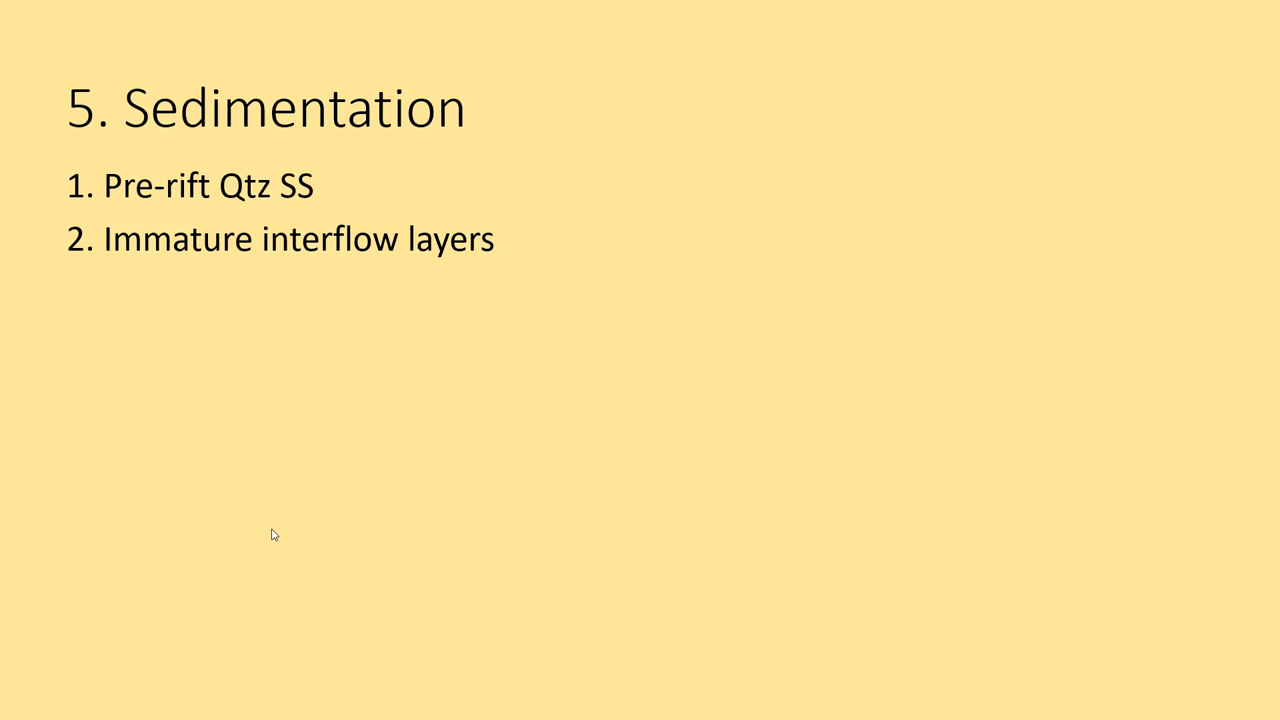 5. Sedimentation
1. Pre-rift Qtz SS
2. Immature interflow layers